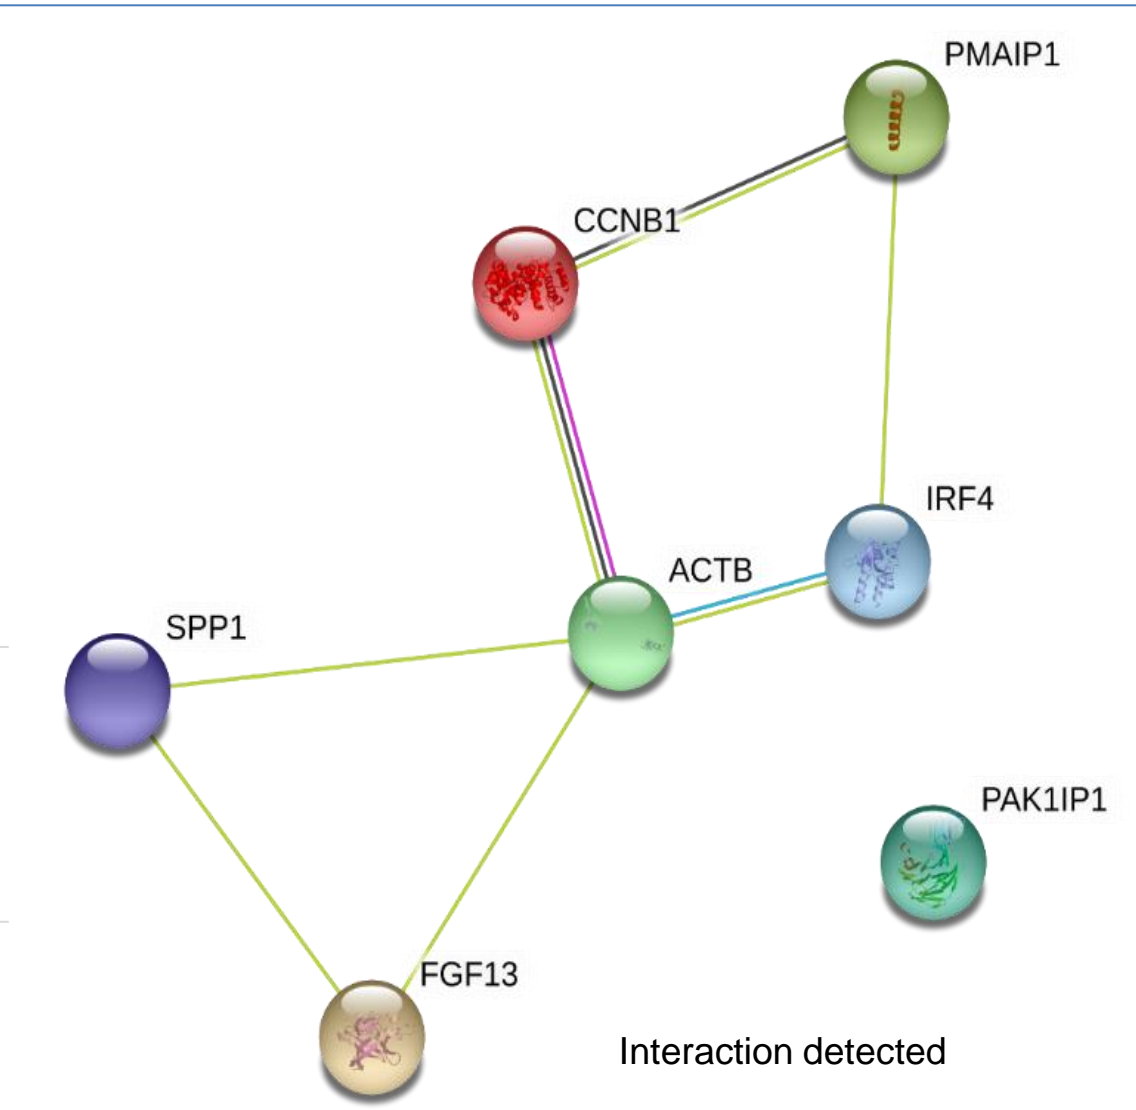 PMAIP1
CCNB1
IRF4
ACTB
SPP1
PAK1IP1
FGF13
Interaction detected